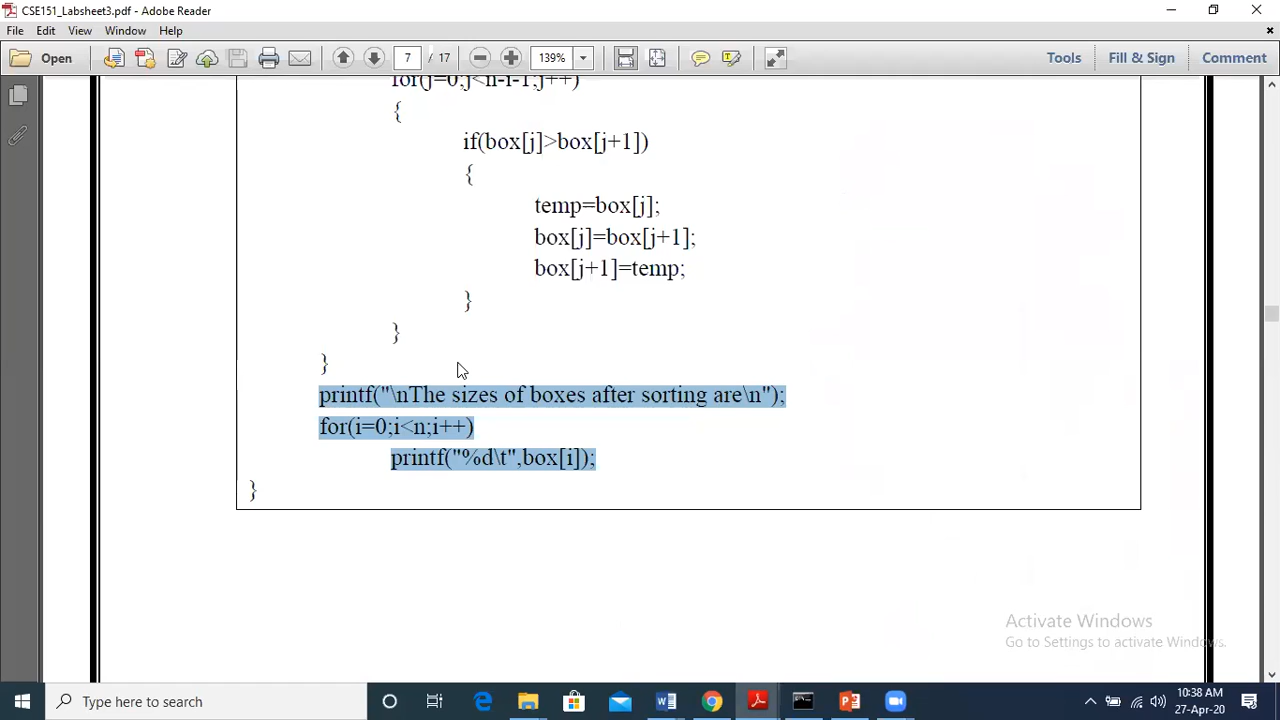 CSE151_Labsheet3.pdf - Adobe Reader
File Edit View Window Help
Open 7 / 17 139% Tools Fill & Sign Comment
for(j=0;j<n-i-1;j++)
{
if(box[j]>box[j+1])
{
temp=box[j];
box[j]=box[j+1];
box[j+1]=temp;
}
}
}
printf("\nThe sizes of boxes after sorting are\n");
for(i=0;i<n;i++)
printf("%d\t",box[i]);
}
Activate Windows
Go to Settings to activate Windows.
Type here to search
10:38 AM
27-Apr-20